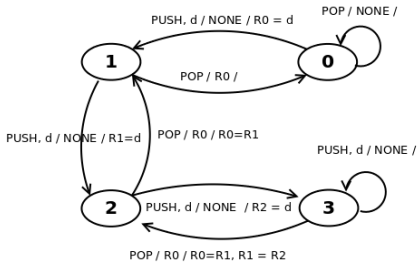 PUSH, d / NONE / R0 = d
POP / NONE /
1
0
POP / R0 /
PUSH, d / NONE / R1=d
POP / R0 / R0=R1
PUSH, d / NONE /
2
3
PUSH, d / NONE / R2 = d
POP / R0 / R0=R1, R1 = R2